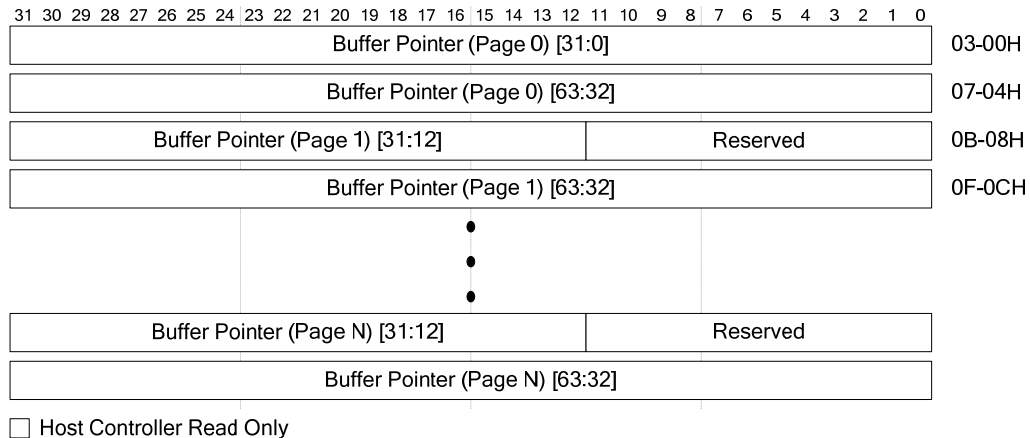 31 30 29 28 27 26 25 24 23 22 21 20 19 18 17 16 15 14 13 12 11 10 9 8 7 6 5 4 3 2 1 0
Buffer Pointer (Page 0) [31:0] 03-00H
Buffer Pointer (Page 0) [63:32] 07-04H
Buffer Pointer (Page 1) [31:12] Reserved 0B-08H
Buffer Pointer (Page 1) [63:32] 0F-0CH
Buffer Pointer (Page N) [31:12] Reserved
Buffer Pointer (Page N) [63:32]
Host Controller Read Only